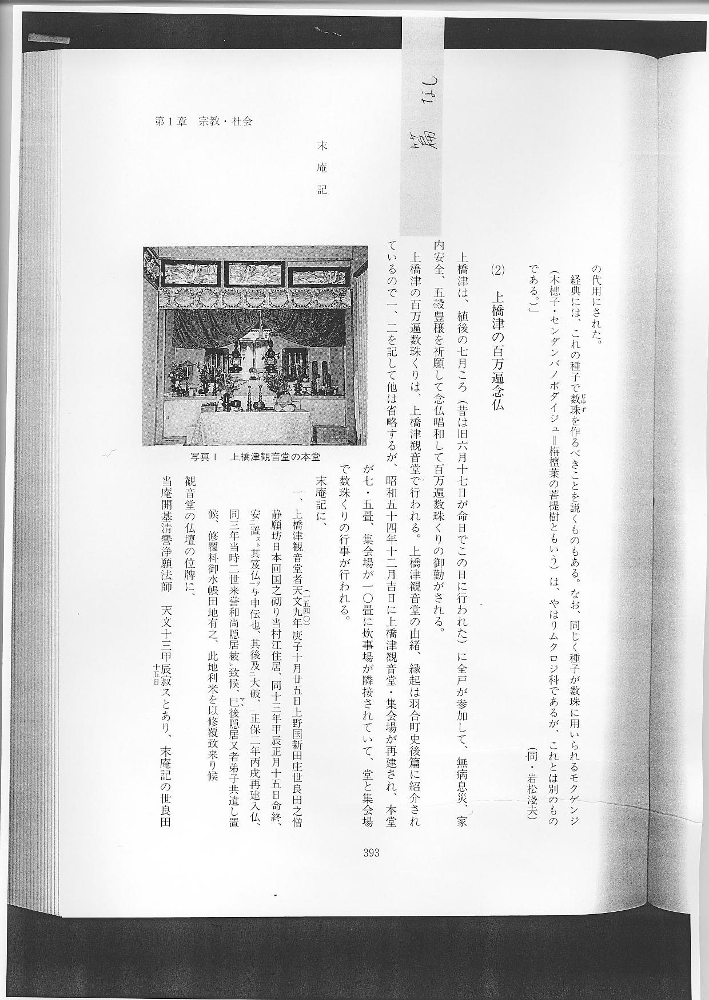 第1章　宗教・社会
の代用にされた。
経典には、これの種子で数珠を作るべきことを説くものもある。なお、同じく種子が数珠に用いられるモクゲンジ
じゅず
（木槵子・センダンバノボダイジュ＝栴檀葉の菩提樹ともいう）は、やはりムクロジ科であるが、これとは別のもの
である。）」
（同・岩松淺夫）
(2)　上橋津の百万遍念仏
上橋津は、植後の七月ころ（昔は旧六月十七日が命日でこの日に行われた）に全戸が参加して、無病息災、家
内安全、五穀豊穣を祈願して念仏唱和して百万遍数珠くりの御勤がされる。
上橋津の百万遍数珠くりは、上橋津観音堂で行われる。上橋津観音堂の由緒、縁起は羽合町史後篇に紹介され
ているので一、二を記して他は省略するが、昭和五十四年十二月吉日に上橋津観音堂・集会場が再建され、本堂
が七・五畳、集会場が一〇畳に炊事場が隣接されていて、堂と集会場
で数珠くりの行事が行われる。
末庵記
末庵記に、
一、上橋津観音堂者天文九年庚子十月廿五日上野国新田庄世良田之僧
（一五四〇）
静願坊日本回国之砌り当村江住居、同十三年甲辰正月十五日命終、
安二置スト其笈仏一ヲ与申伝也、其後及二大破、一正保二年丙戌再建入仏、
同三年当時二世来誉和尚隠居被レ致候、巳後隠居又者弟子共遣し置
マヽ
候、修覆料御水帳田地有之、此地利米を以修覆致来り候
観音堂の仏壇の位牌に、
当庵開基清誉浄願法師　天文十三甲辰寂スとあり、末庵記の世良田
十五日
写真1　上橋津観音堂の本堂
393
篇　なし